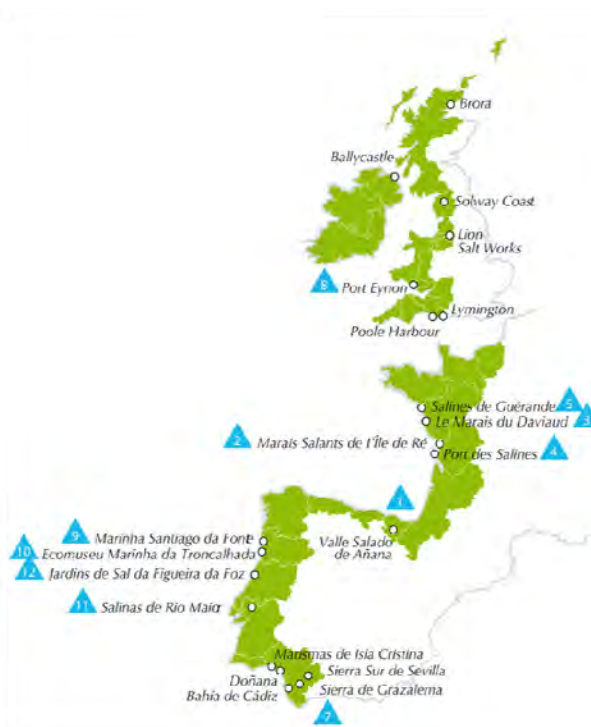 Brora
Ballycastle
Solway Coast
Lion
Salt Works
8
Port Eynon
Lymington
Poole Harbour
Salines de Guérande
5
Le Marais du Daviaud
3
2
Marais Salants de l'Île de Ré
Port des Salines
4
1
9
Marinha Santiago da Fonte
Valle Salado
de Añana
10
Ecomuseu Marinha da Troncalhada
12
Jardins de Sal da Figueira da Foz
11
Salinas de Rio Maior
Marismas de Isla Cristina
Sierra Sur de Sevilla
Doñana
Sierra de Grazalema
Bahía de Cádiz
7